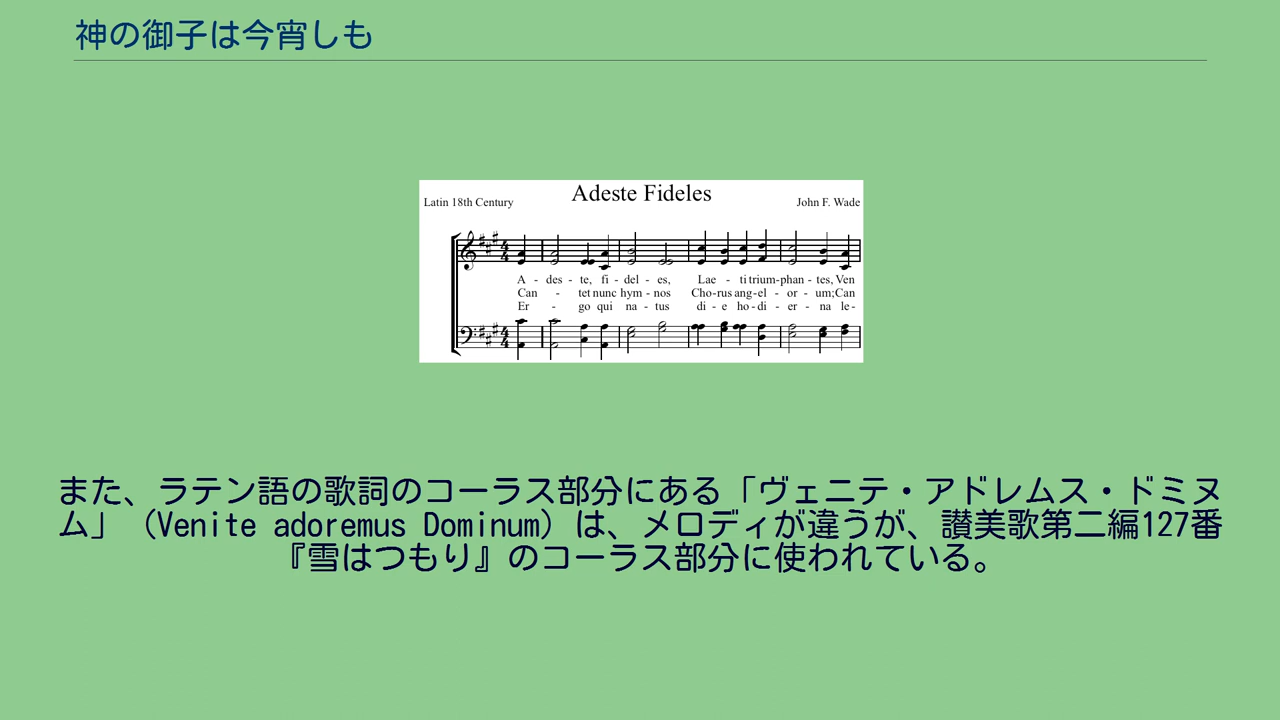 神の御子は今宵しも
Adeste Fideles
Latin 18th Century
John F. Wade
A - des - te, fi - del - es, Lae - ti trium-phan - tes, Ven
Can - tet nunc hym - nos Cho-rus ang-el - or - um;Can
Er - go qui na - tus di - e ho-di - er - na le-
また、ラテン語の歌詞のコーラス部分にある「ヴェニテ・アドレムス・ドミヌ
ム」（Venite adoremus Dominum）は、メロディが違うが、讃美歌第二編127番
『雪はつもり』のコーラス部分に使われている。